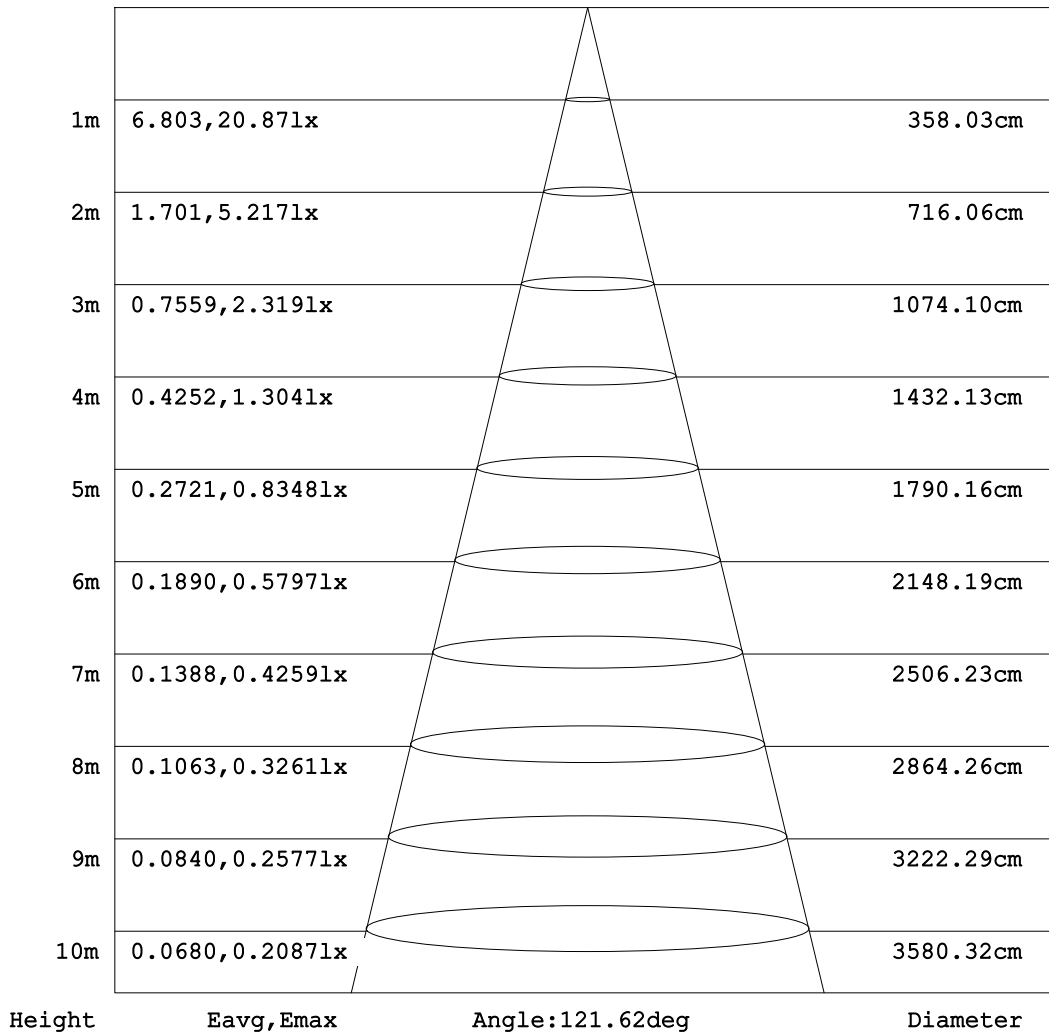 1m 6.803,20.87lx 358.03cm
2m 1.701,5.217lx 716.06cm
3m 0.7559,2.319lx 1074.10cm
4m 0.4252,1.304lx 1432.13cm
5m 0.2721,0.8348lx 1790.16cm
6m 0.1890,0.5797lx 2148.19cm
7m 0.1388,0.4259lx 2506.23cm
8m 0.1063,0.3261lx 2864.26cm
9m 0.0840,0.2577lx 3222.29cm
10m 0.0680,0.2087lx 3580.32cm
Height Eavg,Emax Angle:121.62deg Diameter